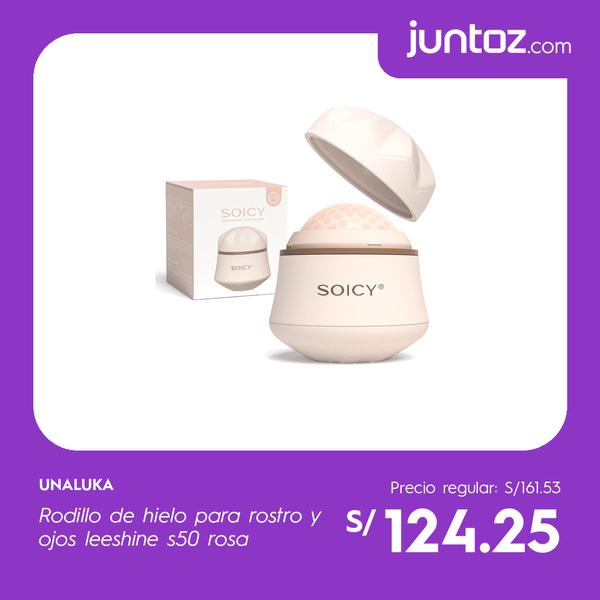 juntoz.com
SOICY
SOICY
SOICY®
UNALUKA
Rodillo de hielo para rostro y
ojos leeshine s50 rosa
Precio regular: S/161.53
S/ 124.25